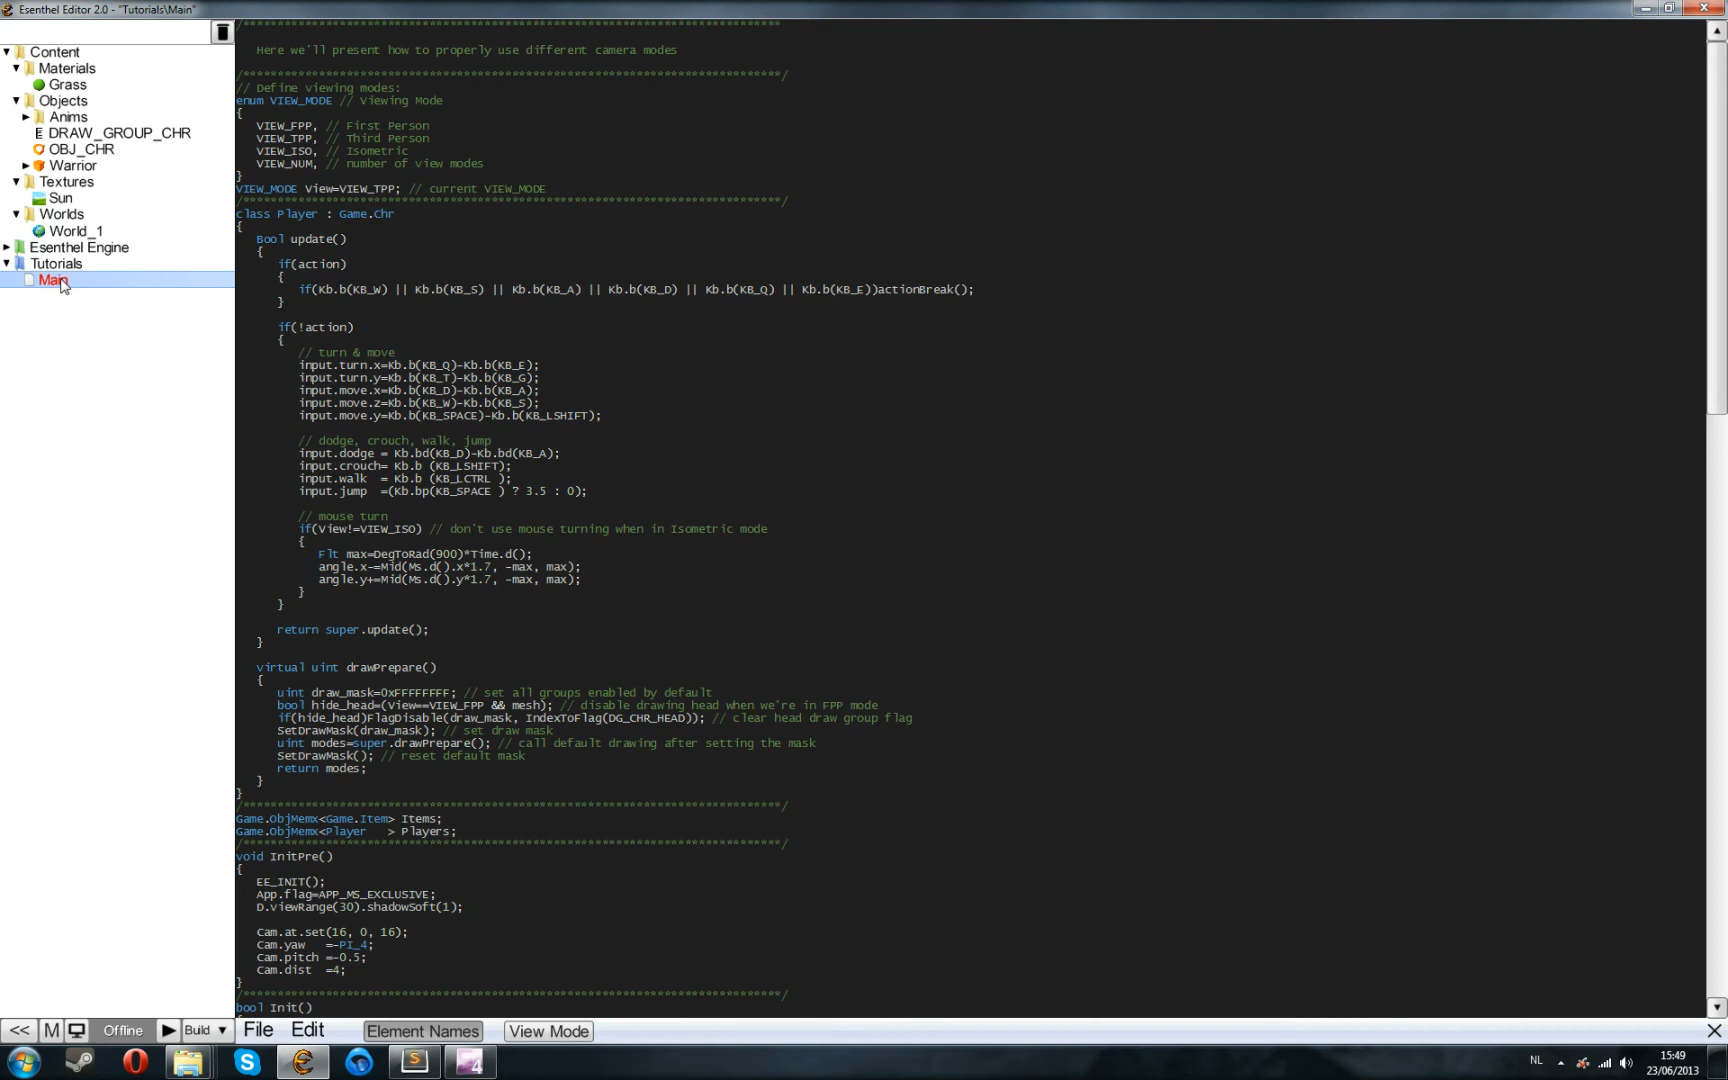 Esenthel Editor 2.0 - "Tutorials\Main"
Content
Materials
Grass
Objects
Anims
DRAW_GROUP_CHR
OBJ_CHR
Warrior
Textures
Sun
Worlds
World_1
Esenthel Engine
Tutorials
Main
/******************************************************************************
Here we'll present how to properly use different camera modes
/******************************************************************************/
// Define viewing modes:
enum VIEW_MODE // Viewing Mode
{
VIEW_FPP, // First Person
VIEW_TPP, // Third Person
VIEW_ISO, // Isometric
VIEW_NUM, // number of view modes
}
VIEW_MODE View=VIEW_TPP; // current VIEW_MODE
/******************************************************************************/
class Player : Game.Chr
{
Bool update()
{
if(action)
{
if(Kb.b(KB_W) || Kb.b(KB_S) || Kb.b(KB_A) || Kb.b(KB_D) || Kb.b(KB_Q) || Kb.b(KB_E))actionBreak();
}
if(!action)
{
// turn & move
input.turn.x=Kb.b(KB_Q)-Kb.b(KB_E);
input.turn.y=Kb.b(KB_T)-Kb.b(KB_G);
input.move.x=Kb.b(KB_D)-Kb.b(KB_A);
input.move.z=Kb.b(KB_W)-Kb.b(KB_S);
input.move.y=Kb.b(KB_SPACE)-Kb.b(KB_LSHIFT);
// dodge, crouch, walk, jump
input.dodge = Kb.bd(KB_D)-Kb.bd(KB_A);
input.crouch= Kb.b (KB_LSHIFT);
input.walk  = Kb.b (KB_LCTRL );
input.jump  =(Kb.bp(KB_SPACE ) ? 3.5 : 0);
// mouse turn
if(View!=VIEW_ISO) // don't use mouse turning when in Isometric mode
{
Flt max=DegToRad(900)*Time.d();
angle.x-=Mid(Ms.d().x*1.7, -max, max);
angle.y+=Mid(Ms.d().y*1.7, -max, max);
}
}
return super.update();
}
virtual uint drawPrepare()
{
uint draw_mask=0xFFFFFFFF; // set all groups enabled by default
bool hide_head=(View==VIEW_FPP && mesh); // disable drawing head when we're in FPP mode
if(hide_head)FlagDisable(draw_mask, IndexToFlag(DG_CHR_HEAD)); // clear head draw group flag
SetDrawMask(draw_mask); // set draw mask
uint modes=super.drawPrepare(); // call default drawing after setting the mask
SetDrawMask(); // reset default mask
return modes;
}
}
/******************************************************************************/
Game.ObjMemx<Game.Item> Items;
Game.ObjMemx<Player   > Players;
/******************************************************************************/
void InitPre()
{
EE_INIT();
App.flag=APP_MS_EXCLUSIVE;
D.viewRange(30).shadowSoft(1);
Cam.at.set(16, 0, 16);
Cam.yaw   =-PI_4;
Cam.pitch =-0.5;
Cam.dist  =4;
}
/******************************************************************************/
bool Init()
<< M Offline Build File Edit Element Names View Mode
NL 15:49
23/06/2013